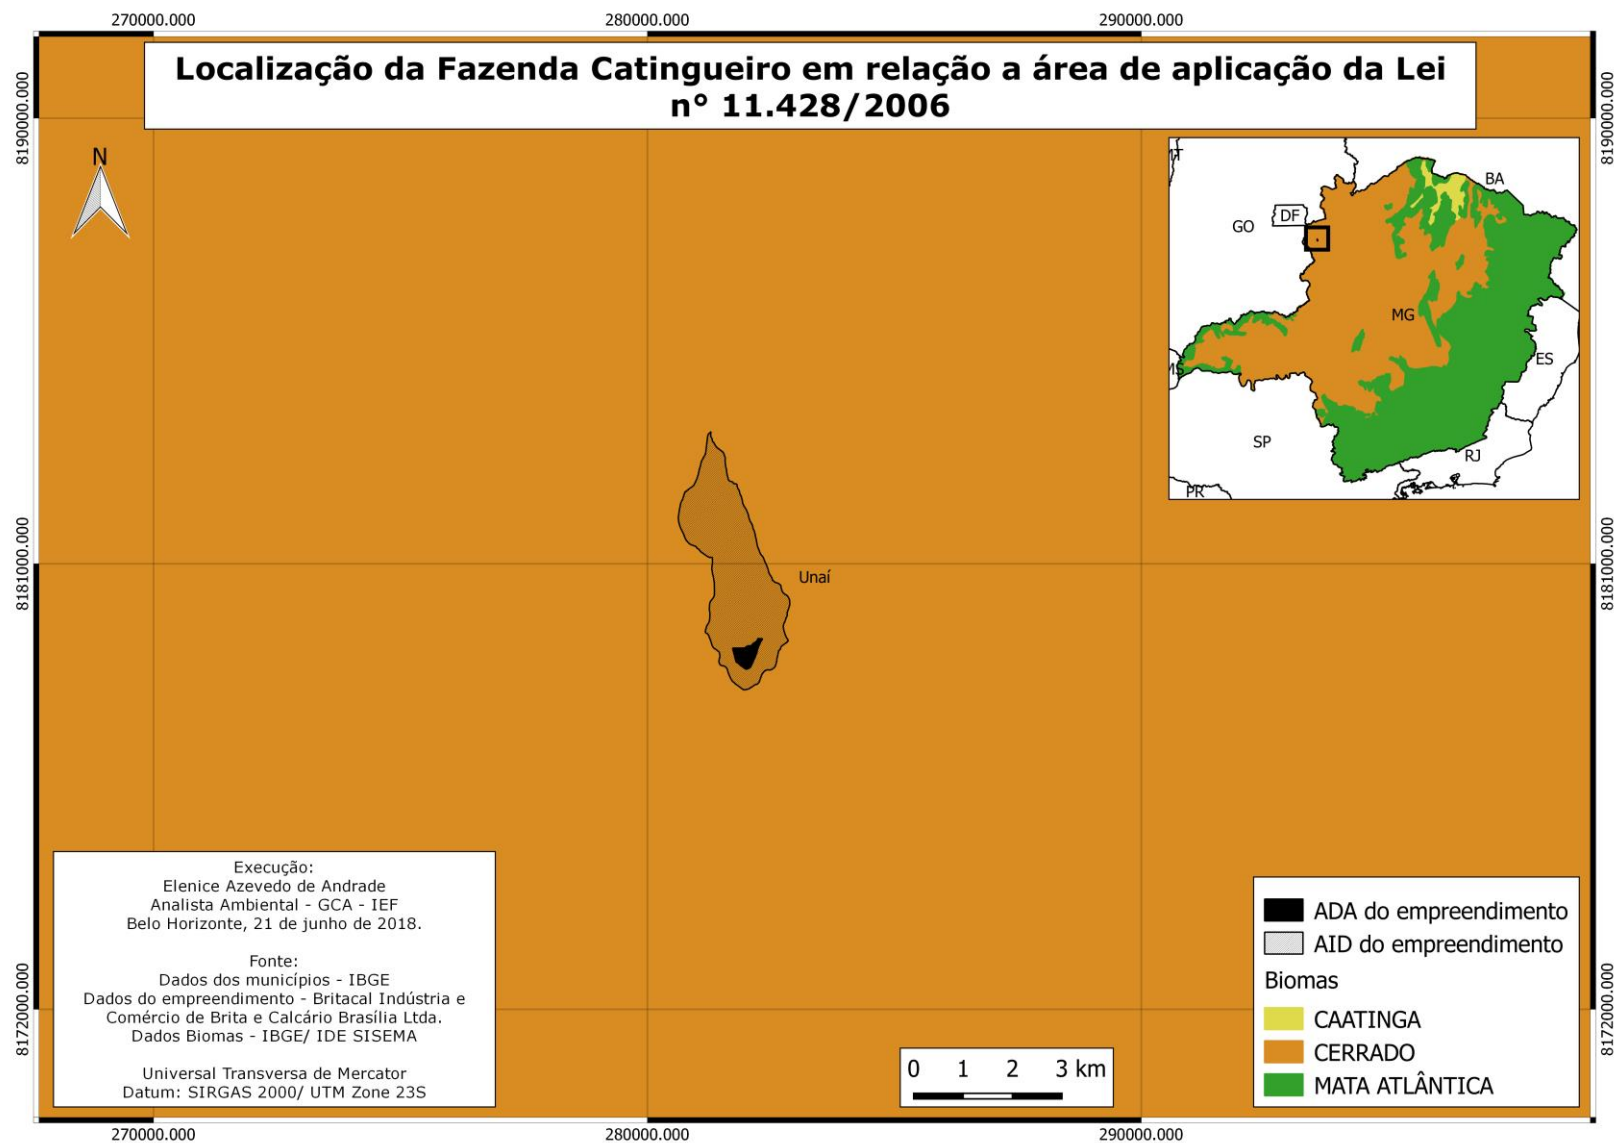 270000.000
280000.000
290000.000
Localização da Fazenda Catingueiro em relação a área de aplicação da Lei
n° 11.428/2006
8190000.000
8190000.000
N
MT
BA
DF
GO
MG
ES
MS
SP
RJ
PR
8181000.000
8181000.000
Unaí
Execução:
Elenice Azevedo de Andrade
Analista Ambiental - GCA - IEF
Belo Horizonte, 21 de junho de 2018.
Fonte:
Dados dos municípios - IBGE
Dados do empreendimento - Britacal Indústria e
Comércio de Brita e Calcário Brasília Ltda.
Dados Biomas - IBGE/ IDE SISEMA
Universal Transversa de Mercator
Datum: SIRGAS 2000/ UTM Zone 23S
ADA do empreendimento
AID do empreendimento
Biomas
CAATINGA
CERRADO
MATA ATLÂNTICA
8172000.000
8172000.000
0 1 2 3 km
270000.000
280000.000
290000.000